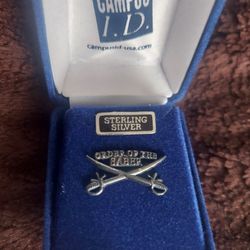 CAMPUS
I.D.
campusid-usa.com
STERLING
SILVER
ORDER OF THE
SABER